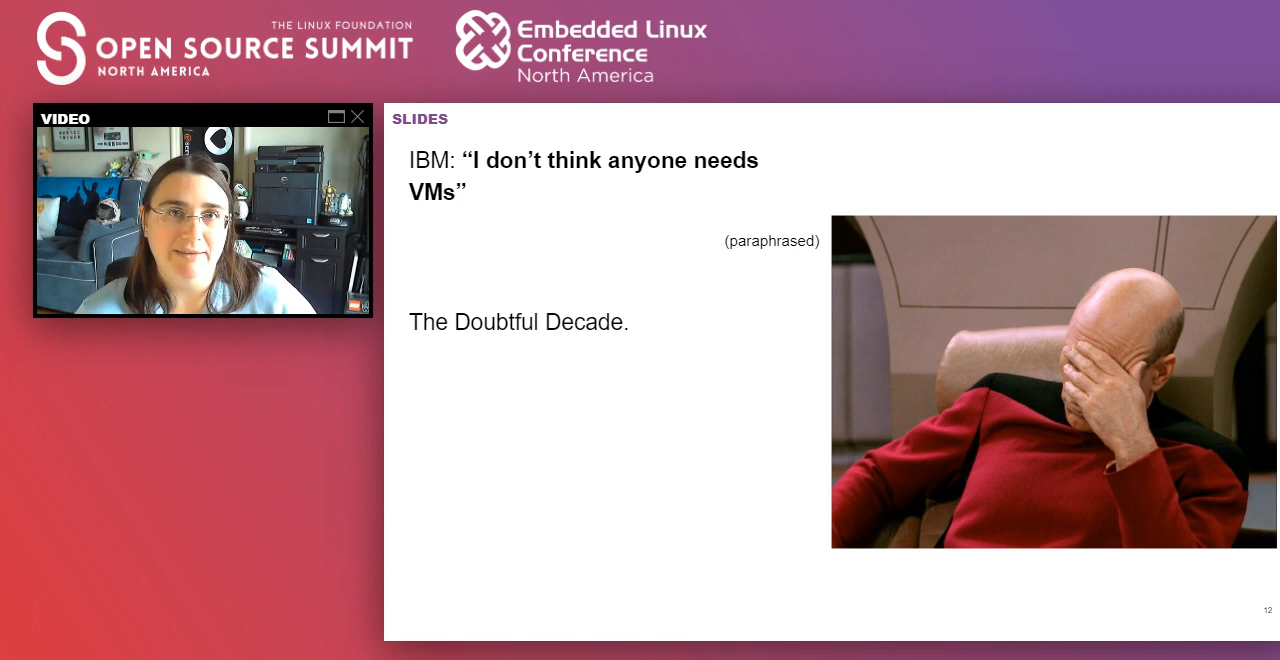 THE LINUX FOUNDATION
OPEN SOURCE SUMMIT
NORTH AMERICA
Embedded Linux
Conference
North America
VIDEO
SLIDES
IBM: “I don’t think anyone needs
VMs”
(paraphrased)
The Doubtful Decade.
12